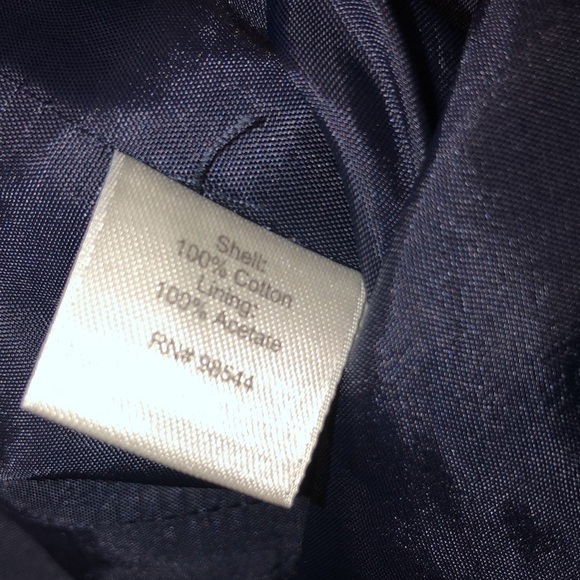 Shell:
100% Cotton
Lining:
100% Acetate
RN# 98544